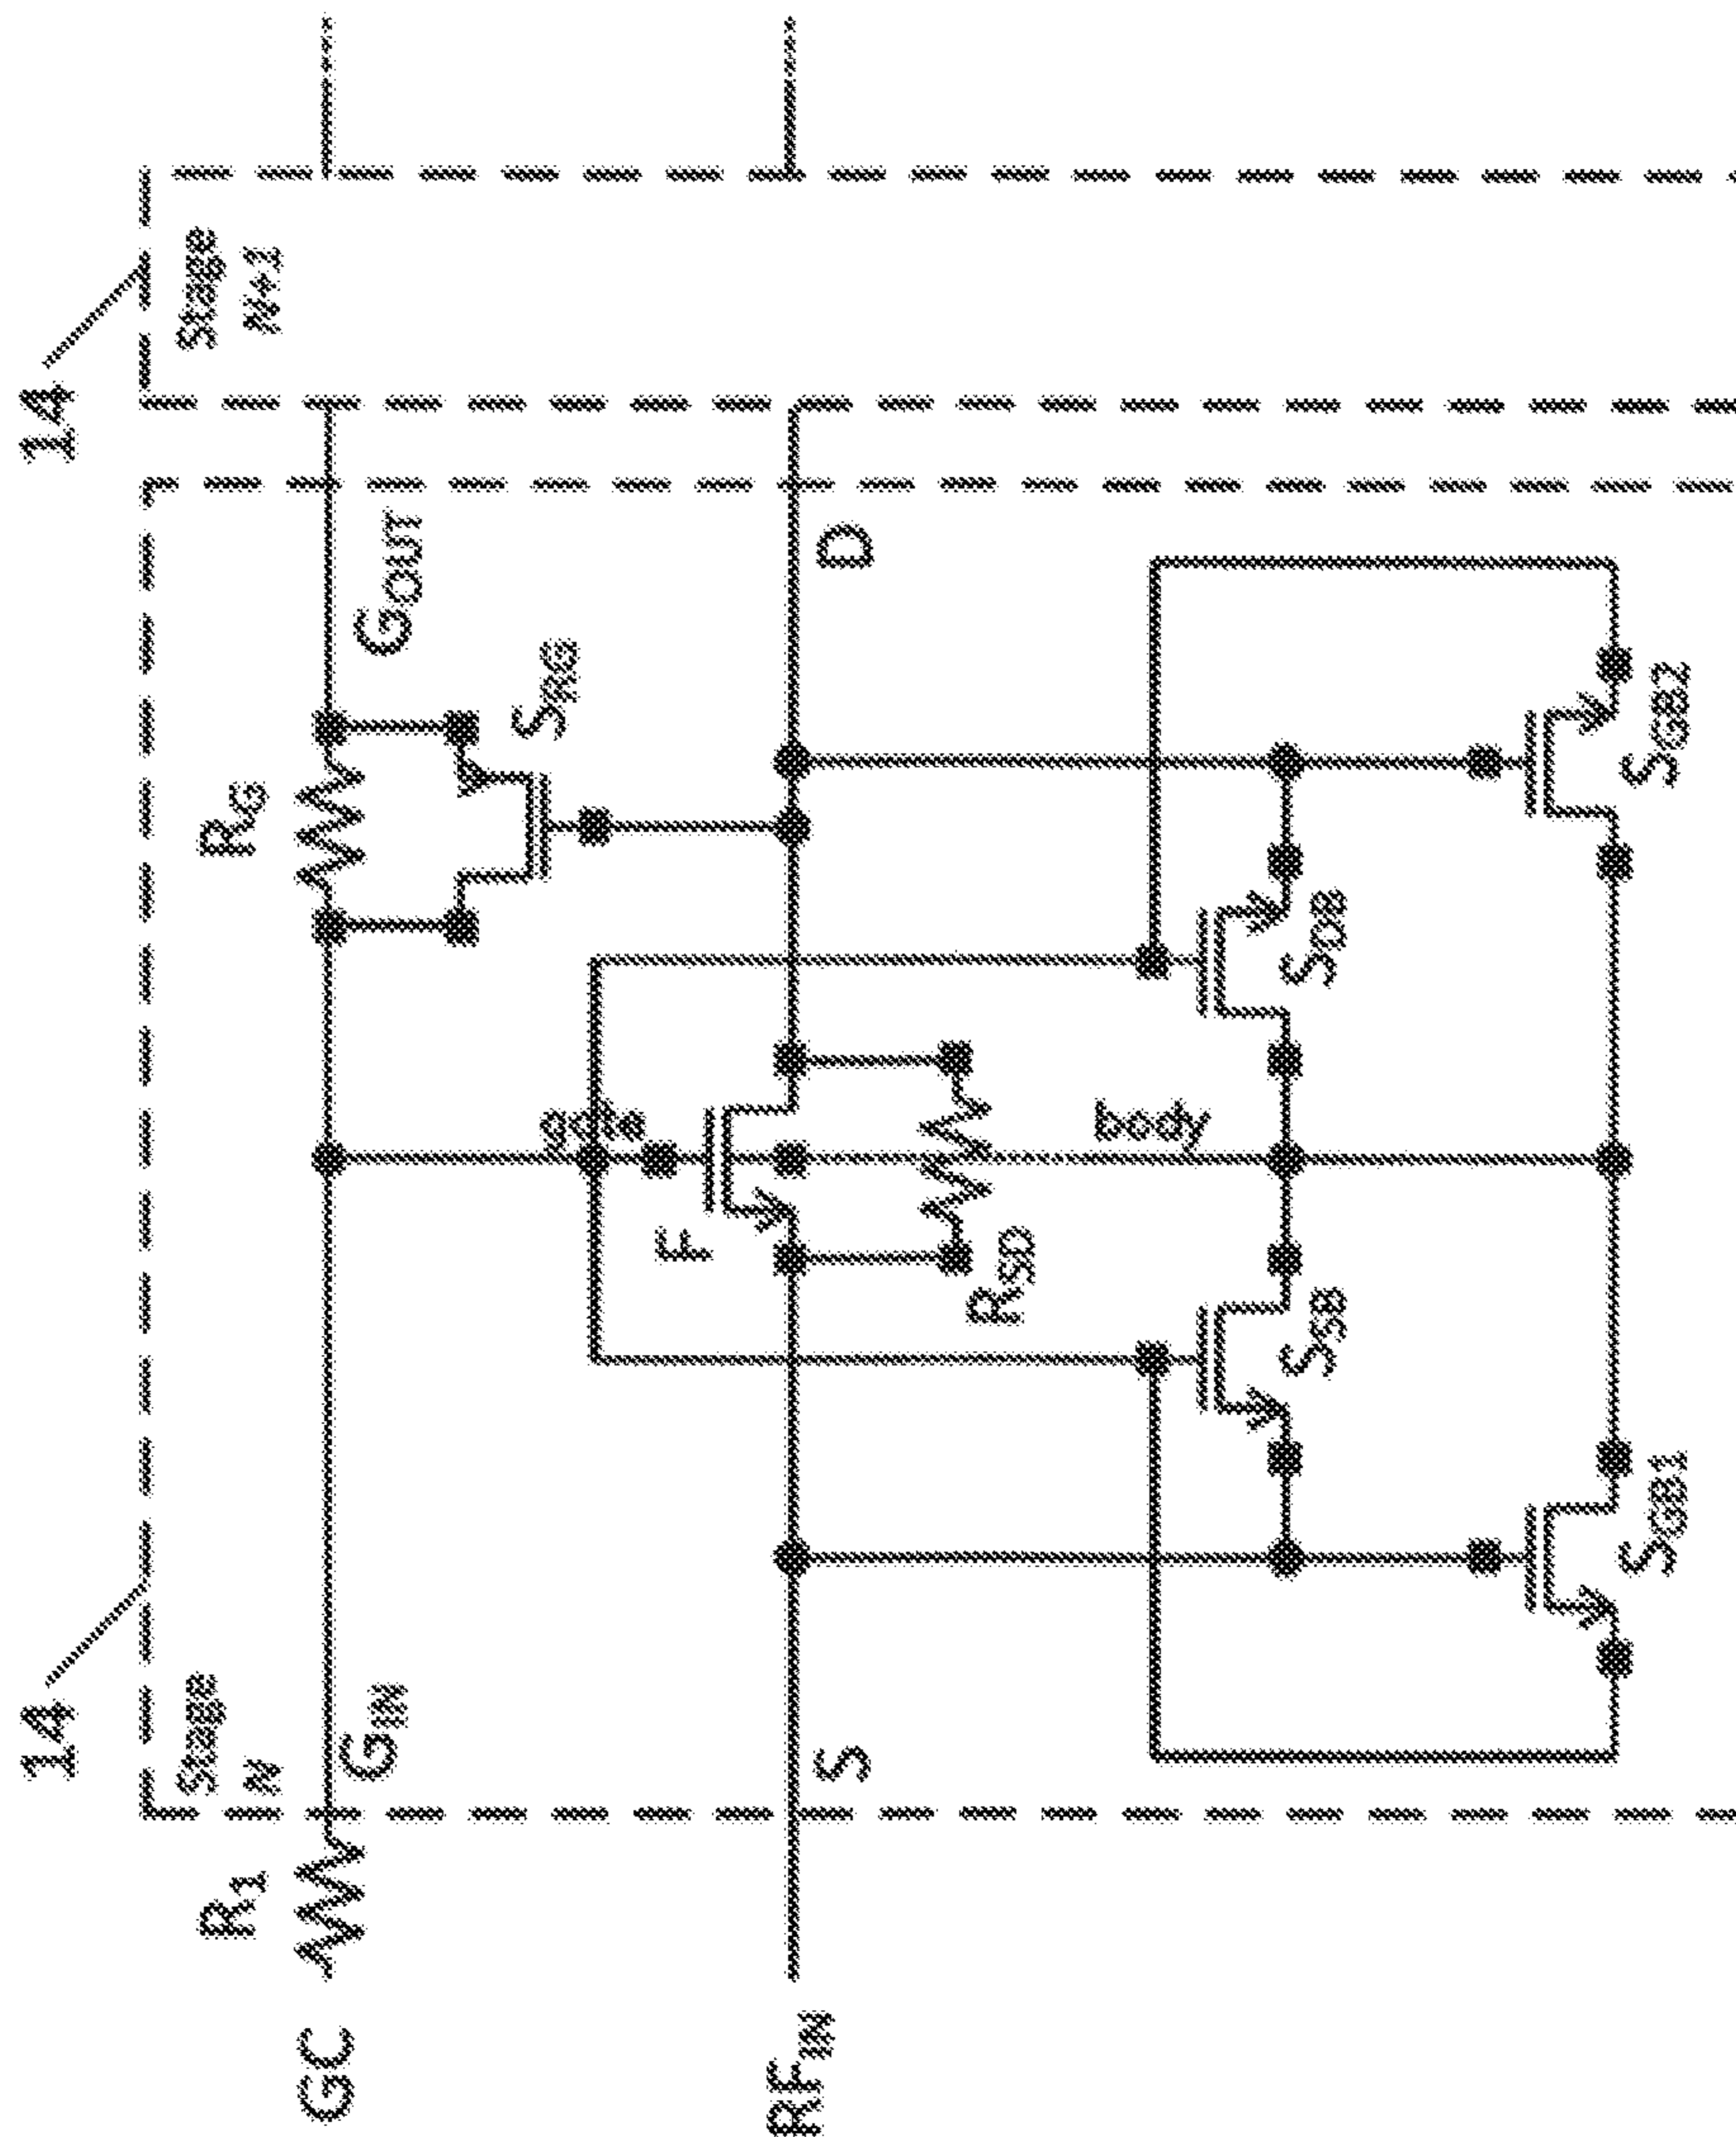 14
14
Stage
N
Stage
N+1
R1
RG
GC
GIN
GOUT
SRG
gate
F
RFIN
S
D
RSD
body
SSB
SDB
SGB1
SGB2